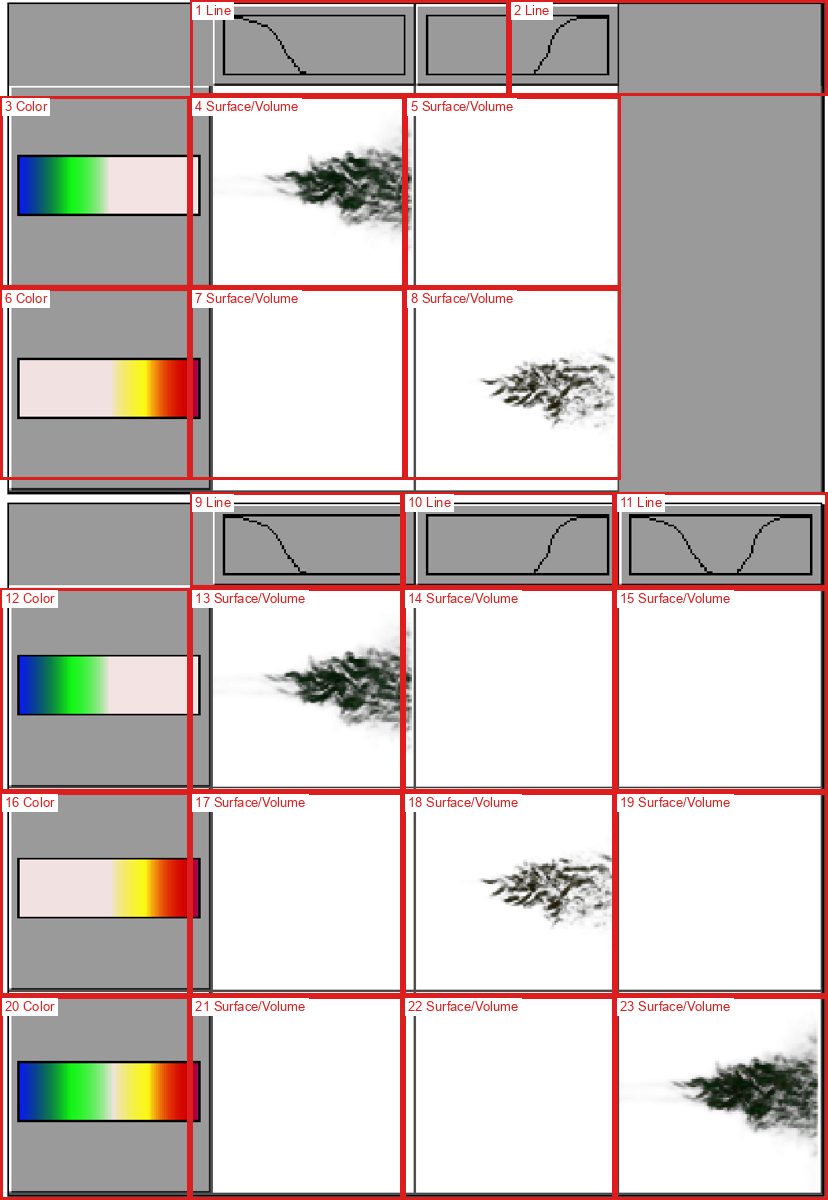 1 Line
2 Line
3 Color
4 Surface/Volume
5 Surface/Volume
6 Color
7 Surface/Volume
8 Surface/Volume
9 Line
10 Line
11 Line
12 Color
13 Surface/Volume
14 Surface/Volume
15 Surface/Volume
16 Color
17 Surface/Volume
18 Surface/Volume
19 Surface/Volume
20 Color
21 Surface/Volume
22 Surface/Volume
23 Surface/Volume